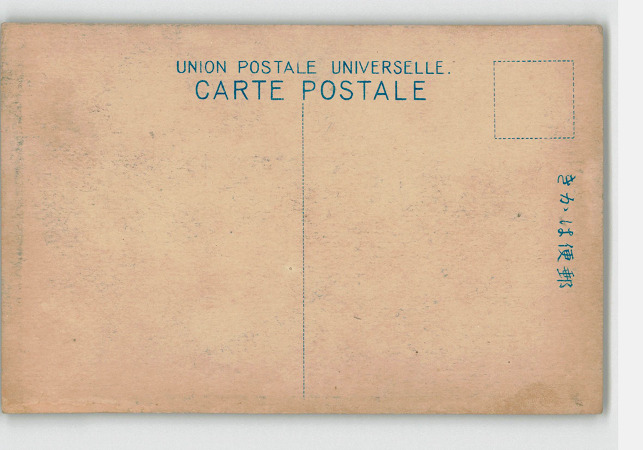 UNION POSTALE UNIVERSELLE.
CARTE POSTALE
きかは便郵